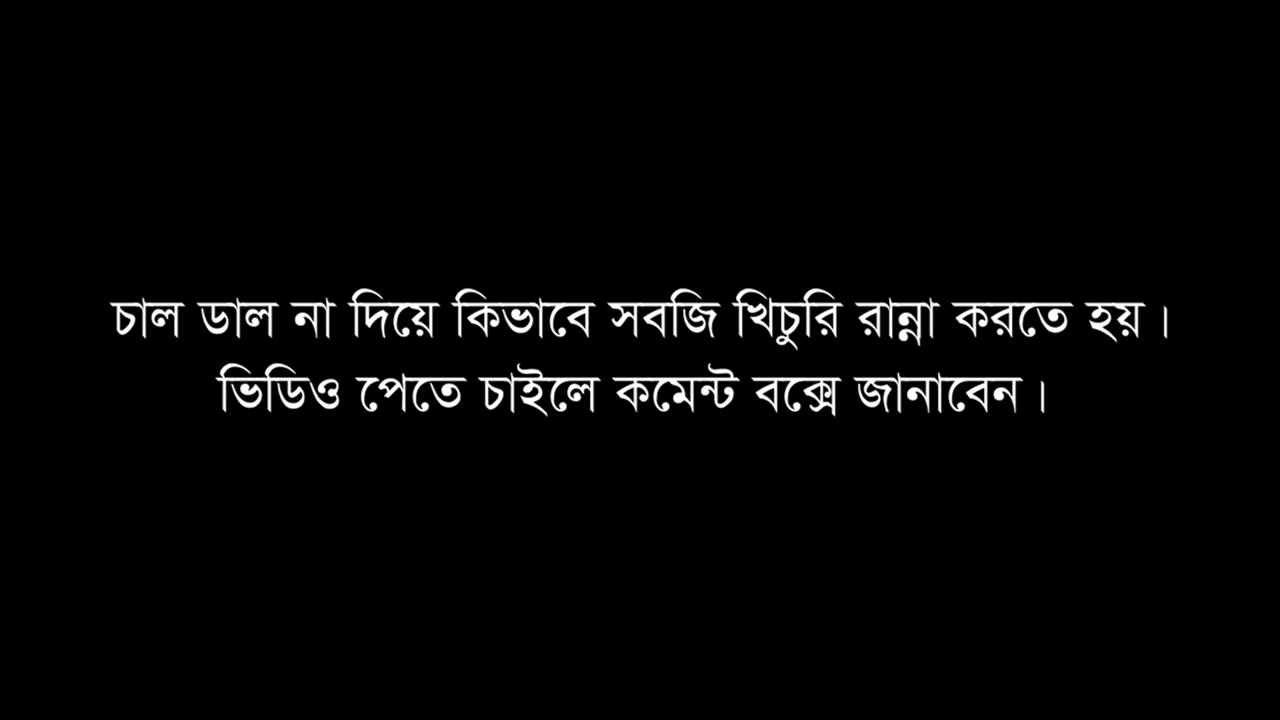 চাল ডাল না দিয়ে কিভাবে সবজি খিচুরি রান্না করতে হয়।
ভিডিও পেতে চাইলে কমেন্ট বক্সে জানাবেন।